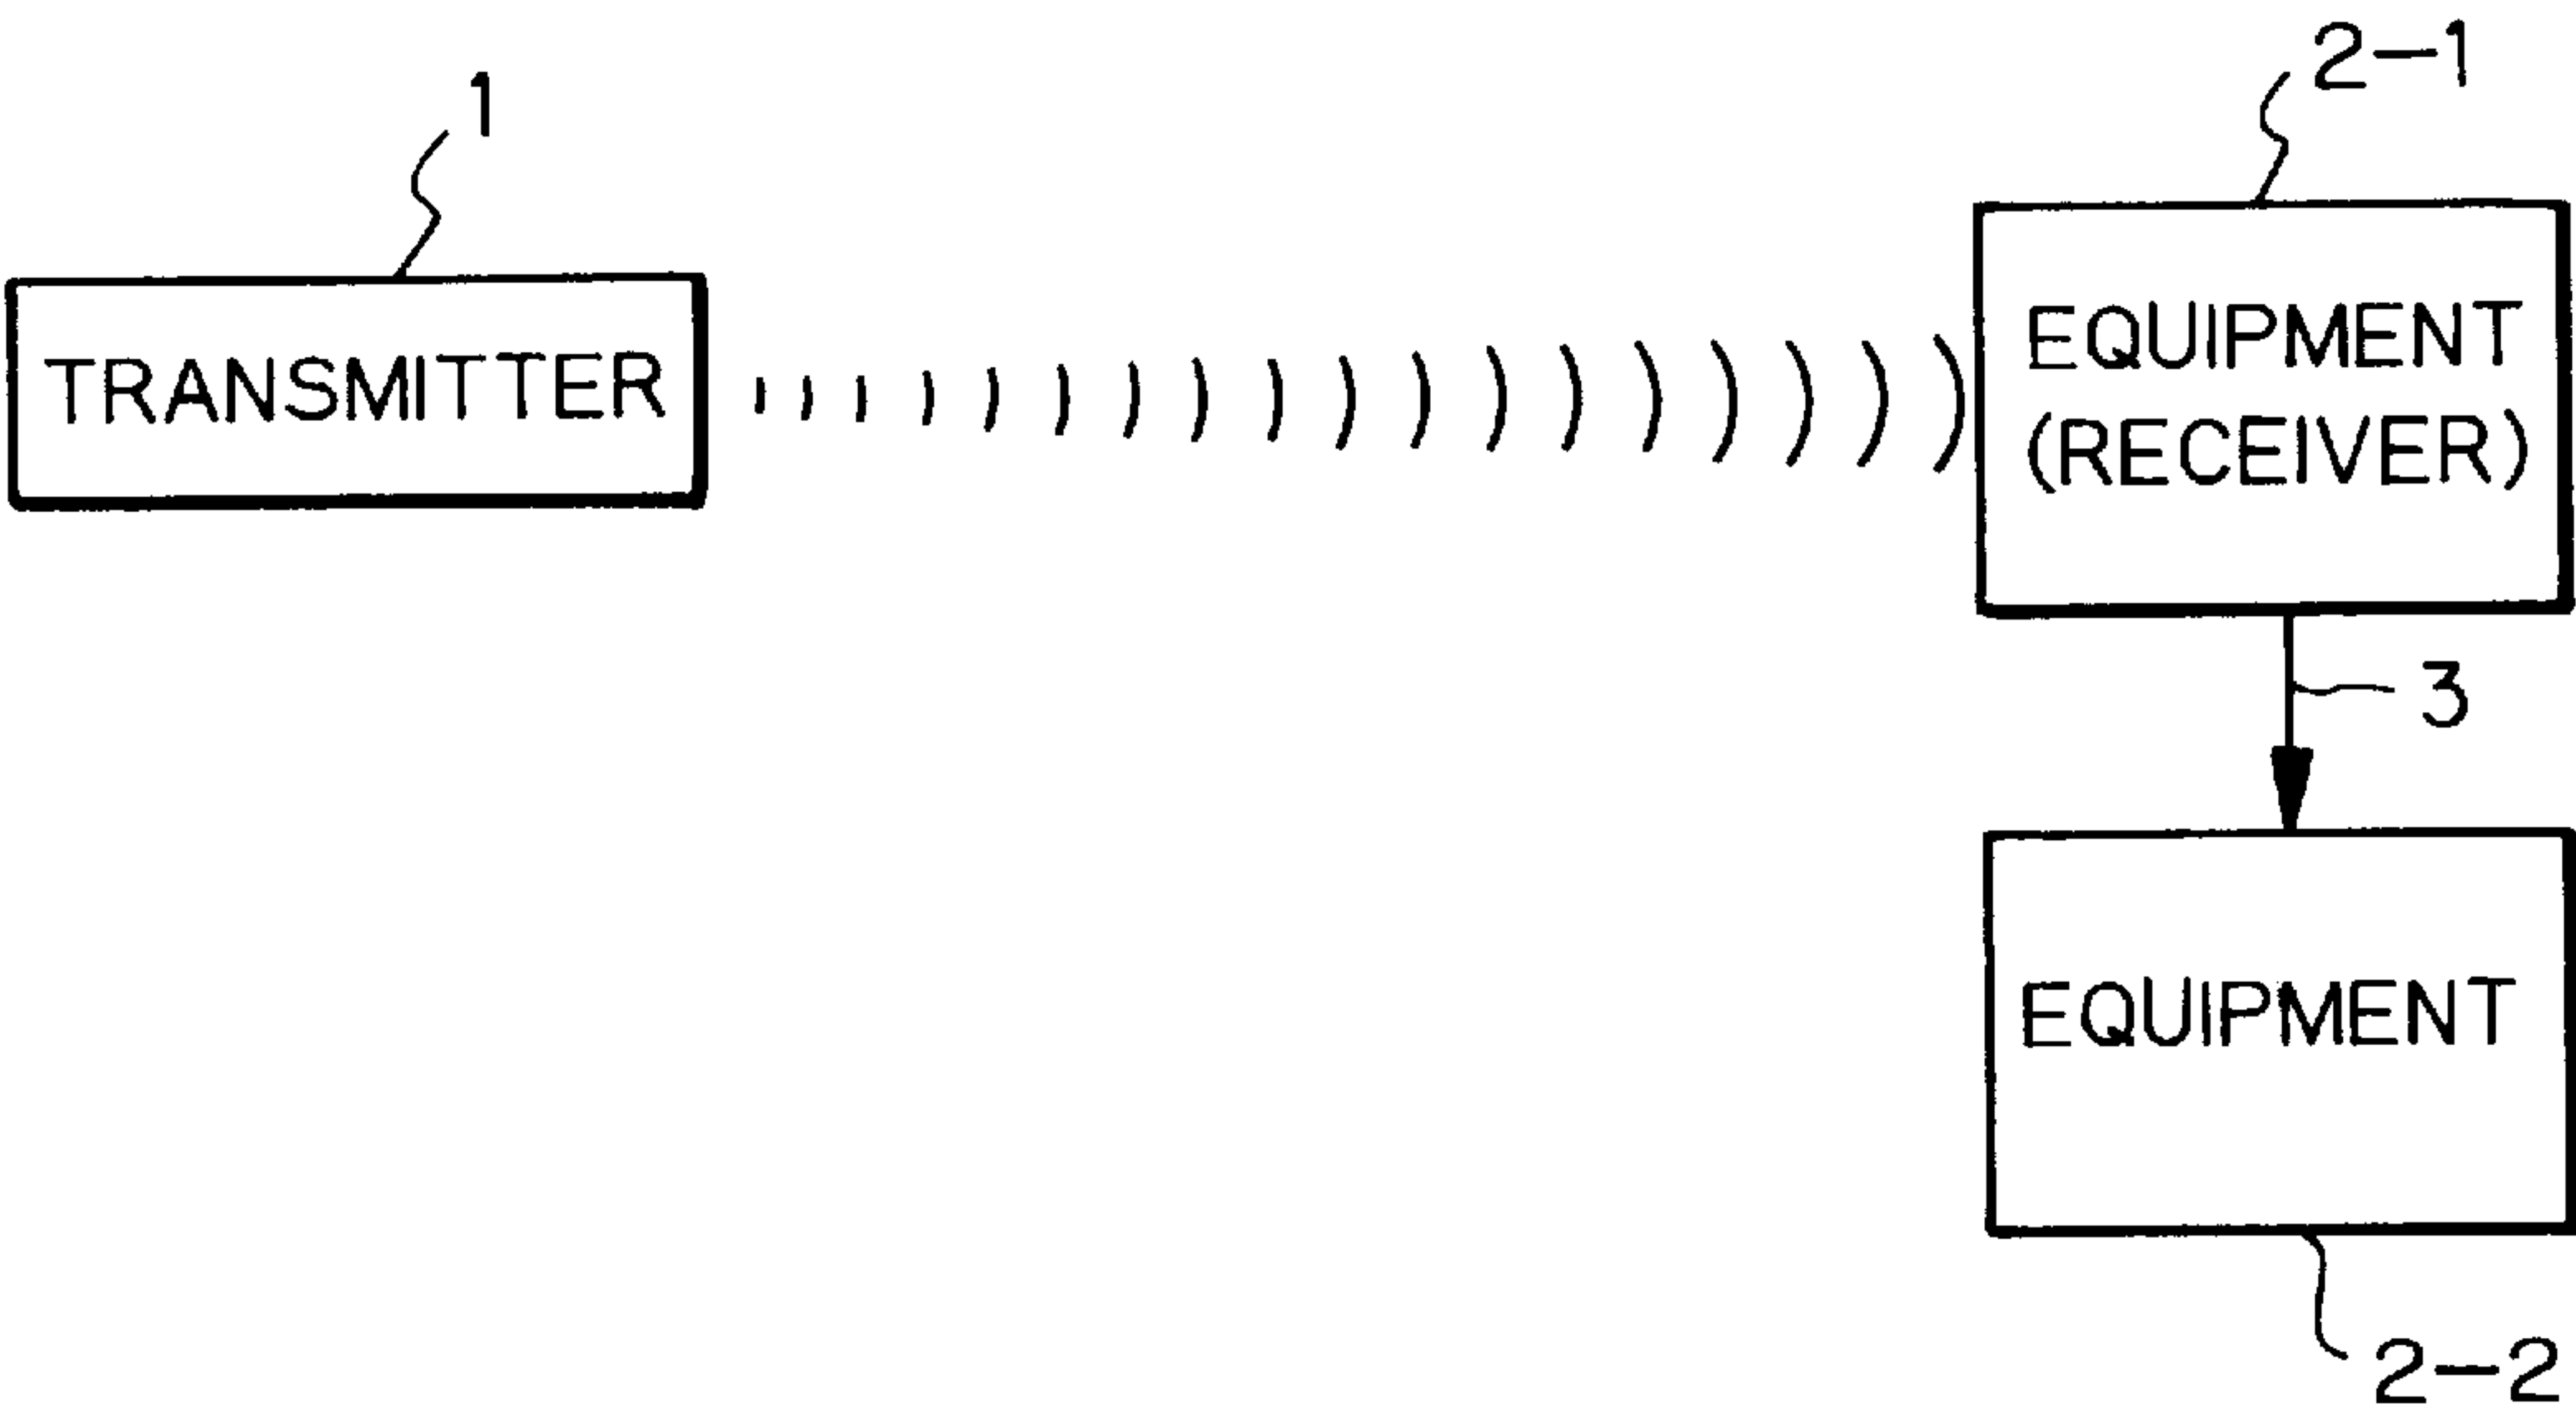 1
2-1
TRANSMITTER
EQUIPMENT
(RECEIVER)
3
EQUIPMENT
2-2